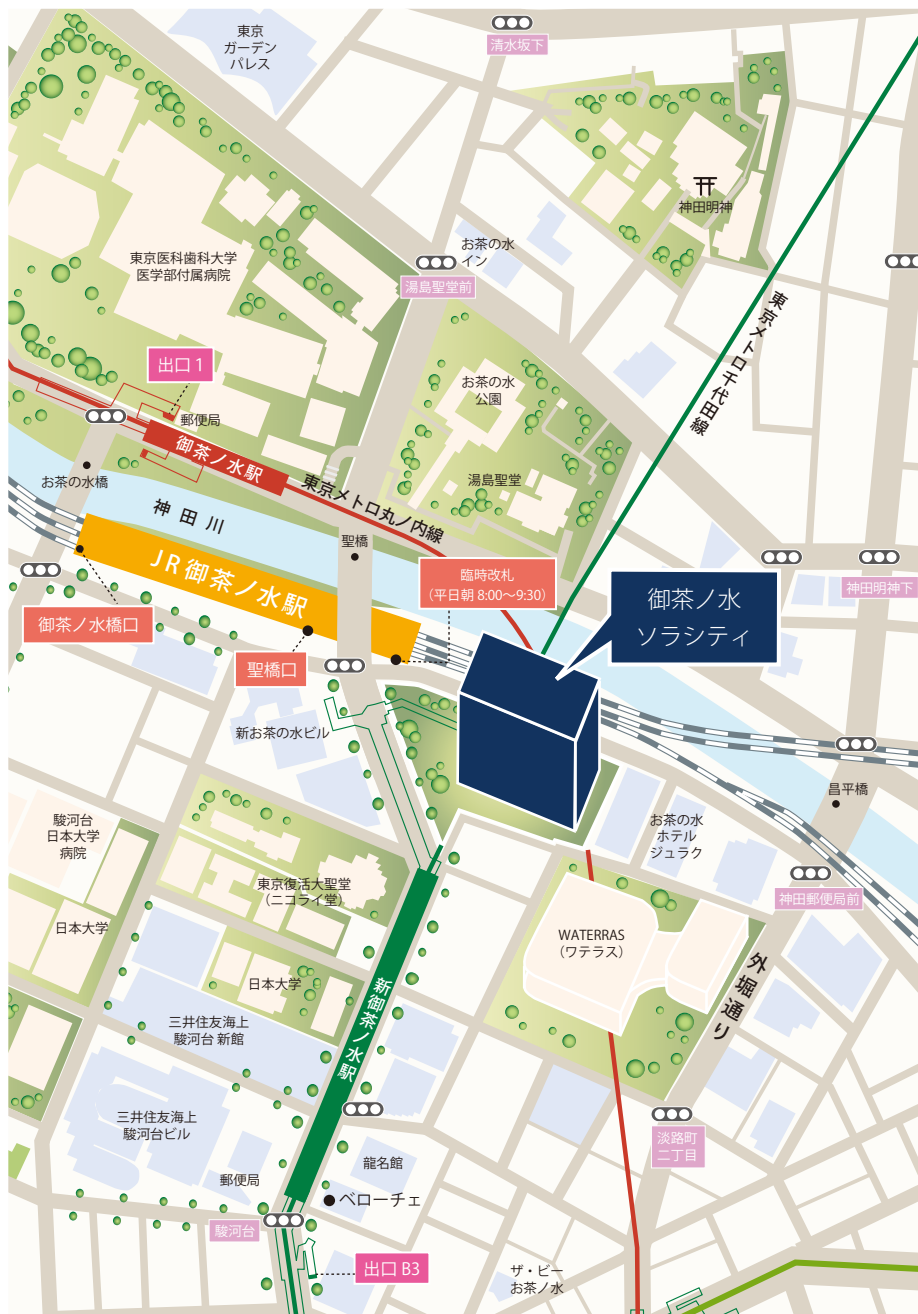 東京
ガーデン
パレス
清水坂下
神田明神
お茶の水
イン
東京医科歯科大学
医学部付属病院
湯島聖堂前
東京メトロ千代田線
出口 1
郵便局
お茶の水
公園
御茶ノ水駅
湯島聖堂
東京メトロ丸ノ内線
お茶の水橋
神田川
聖橋
JR御茶ノ水駅
臨時改札
（平日朝 8:00～9:30）
御茶ノ水
ソラシティ
神田明神下
御茶ノ水橋口
聖橋口
新お茶の水ビル
昌平橋
お茶の水
ホテル
ジュラク
駿河台
日本大学
病院
東京復活大聖堂
（ニコライ堂）
神田郵便局前
日本大学
WATERRAS
（ワテラス）
外堀通り
日本大学
新御茶ノ水駅
三井住友海上
駿河台 新館
三井住友海上
駿河台ビル
淡路町
二丁目
龍名館
郵便局
ベローチェ
駿河台
出口 B3
ザ・ビー
お茶ノ水